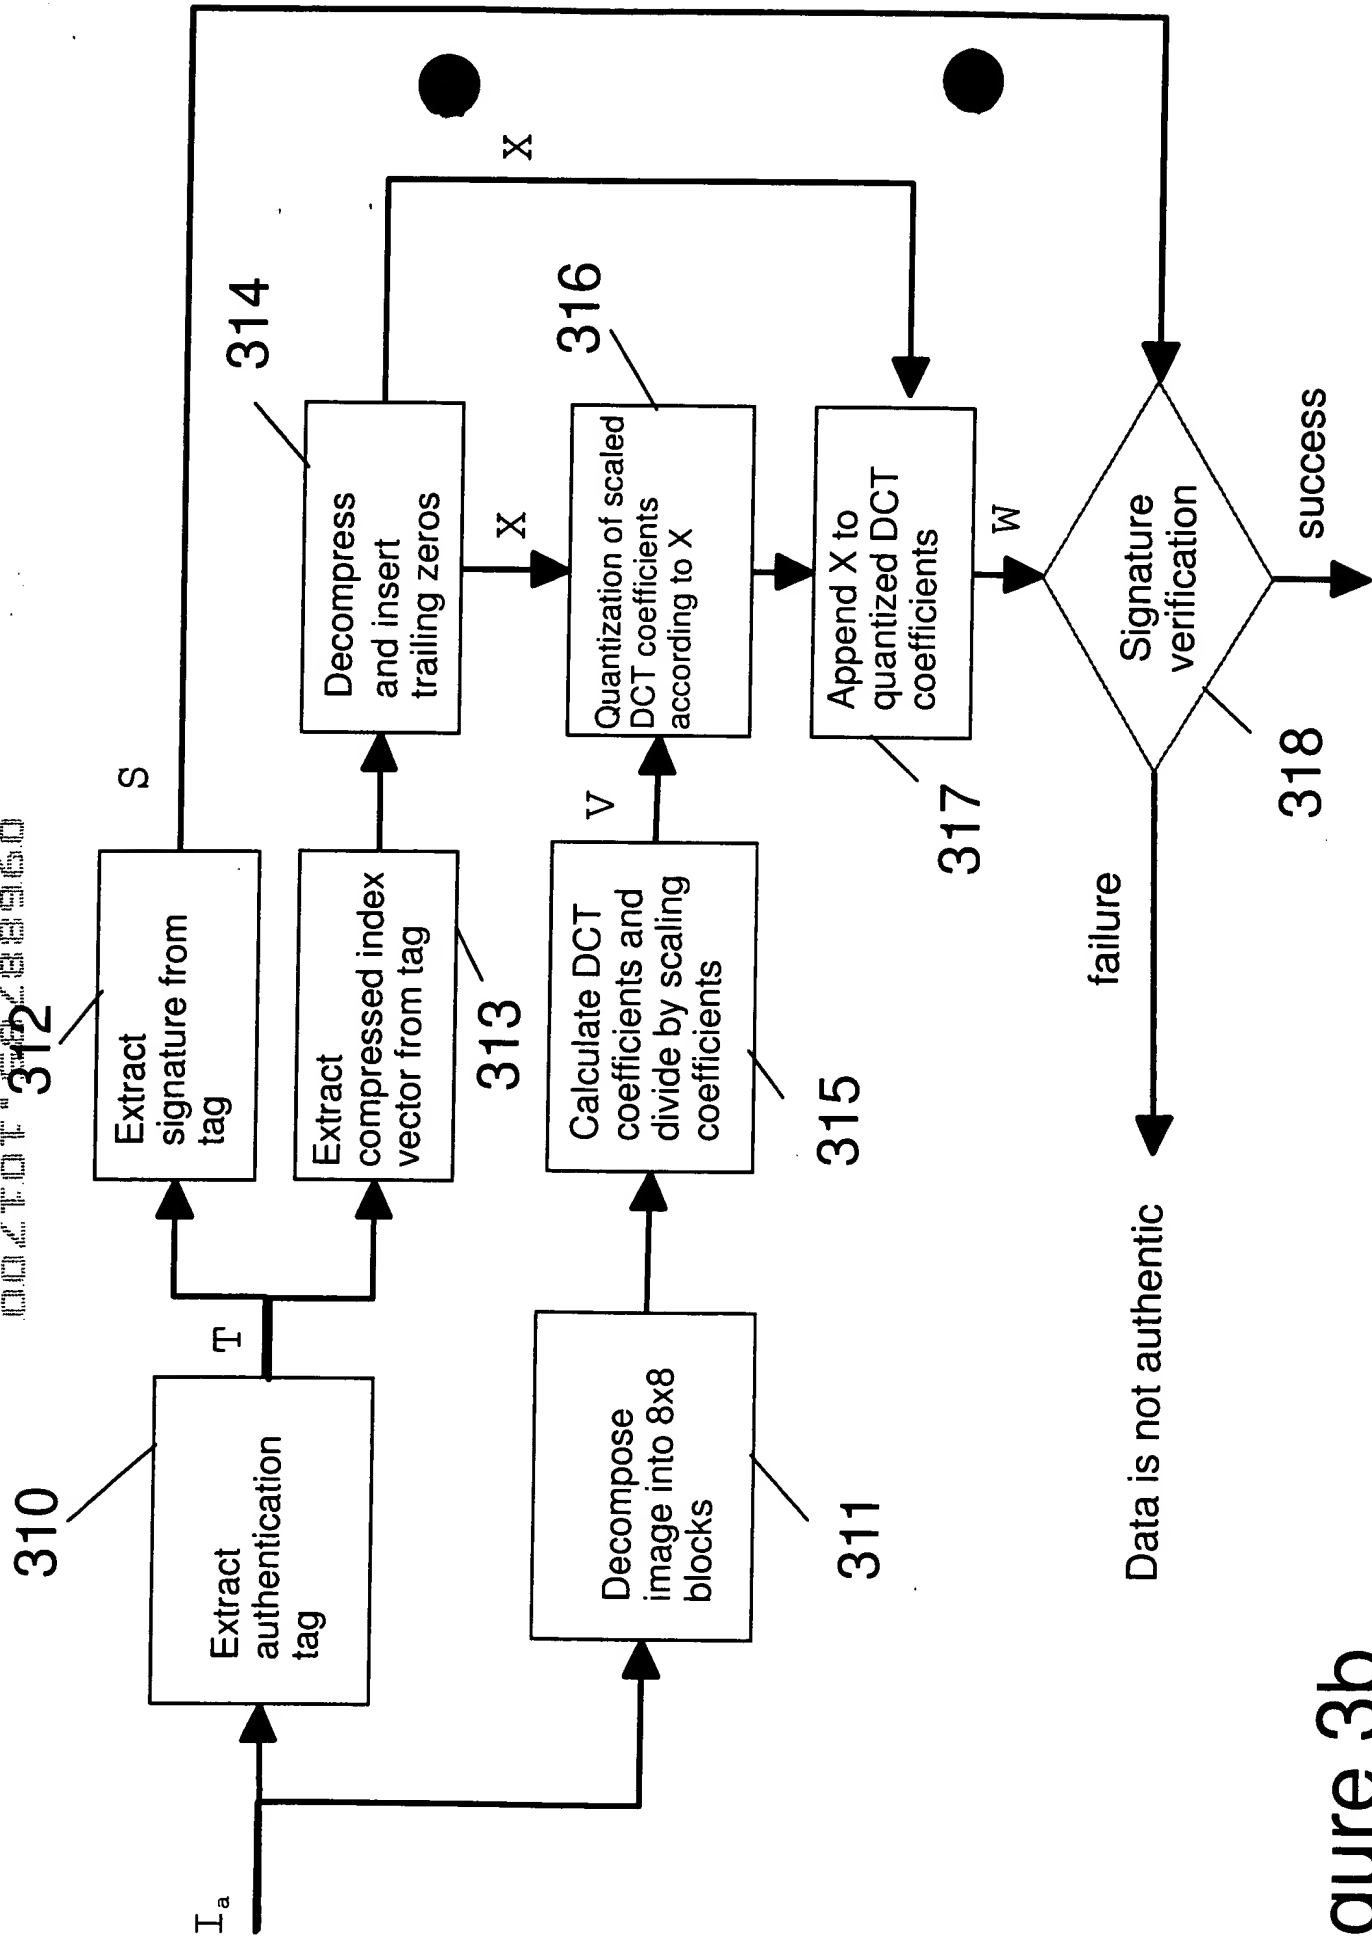 I a
310
Extract
authentication
tag
T
312
Extract
signature from
tag
S
Extract
compressed index
vector from tag
313
314
Decompress
and insert
trailing zeros
X
X
Decompose
image into 8x8
blocks
311
Calculate DCT
coefficients and
divide by scaling
coefficients
315
V
316
Quantization of scaled
DCT coefficients
according to X
Append X to
quantized DCT
coefficients
317
W
Signature
verification
318
failure
success
Data is not authentic
gure 3b